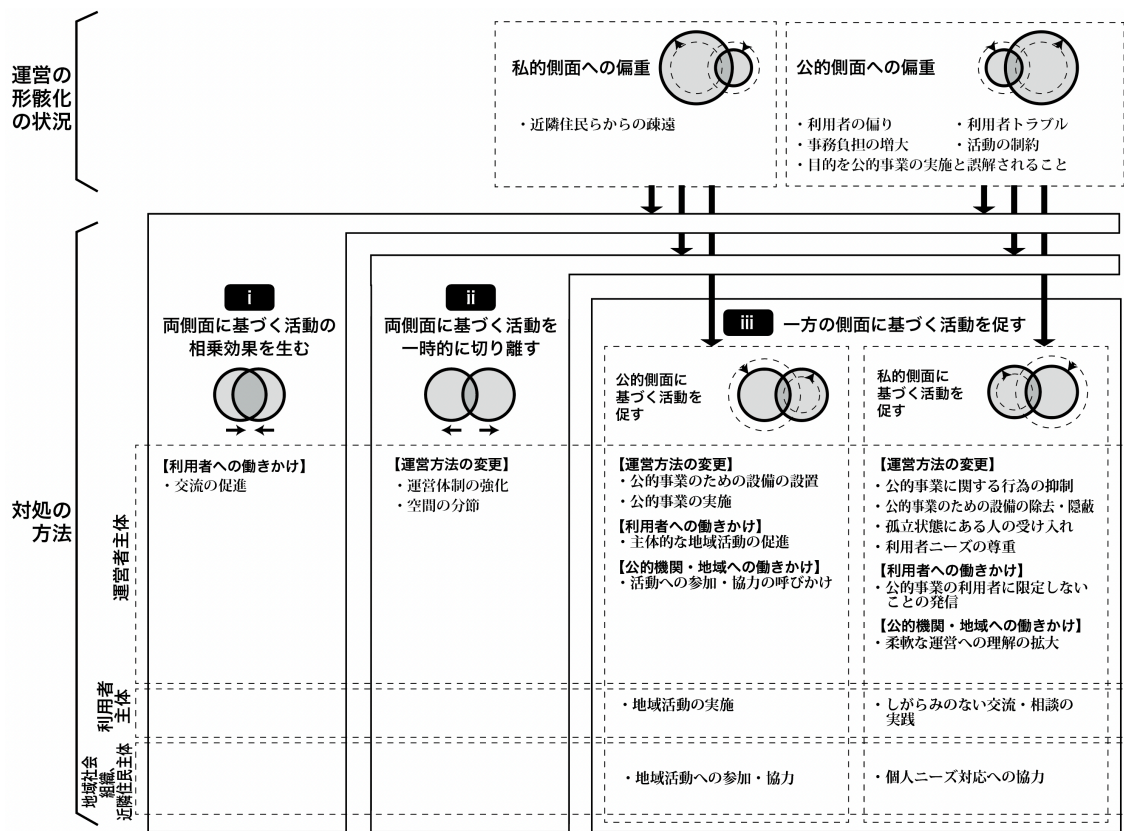 運営の
形骸化
の状況
私的側面への偏重
・近隣住民らからの疎遠
公的側面への偏重
・利用者の偏り
・利用者トラブル
・事務負担の増大
・活動の制約
・目的を公的事業の実施と誤解されること
対処の
方法
i
両側面に基づく活動の
相乗効果を生む
ii
両側面に基づく活動を
一時的に切り離す
iii
一方の側面に基づく活動を促す
公的側面に
基づく活動を
促す
私的側面に
基づく活動を
促す
運営者主体
【利用者への働きかけ】
・交流の促進
【運営方法の変更】
・運営体制の強化
・空間の分節
【運営方法の変更】
・公的事業のための設備の設置
・公的事業の実施
【利用者への働きかけ】
・主体的な地域活動の促進
【公的機関・地域への働きかけ】
・活動への参加・協力の呼びかけ
【運営方法の変更】
・公的事業に関する行為の抑制
・公的事業のための設備の除去・隠蔽
・孤立状態にある人の受け入れ
・利用者ニーズの尊重
【利用者への働きかけ】
・公的事業の利用者に限定しない
ことの発信
【公的機関・地域への働きかけ】
・柔軟な運営への理解の拡大
利用者
主体
・地域活動の実施
・しがらみのない交流・相談の
実践
地域社会
組織、
近隣住民主体
・地域活動への参加・協力
・個人ニーズ対応への協力